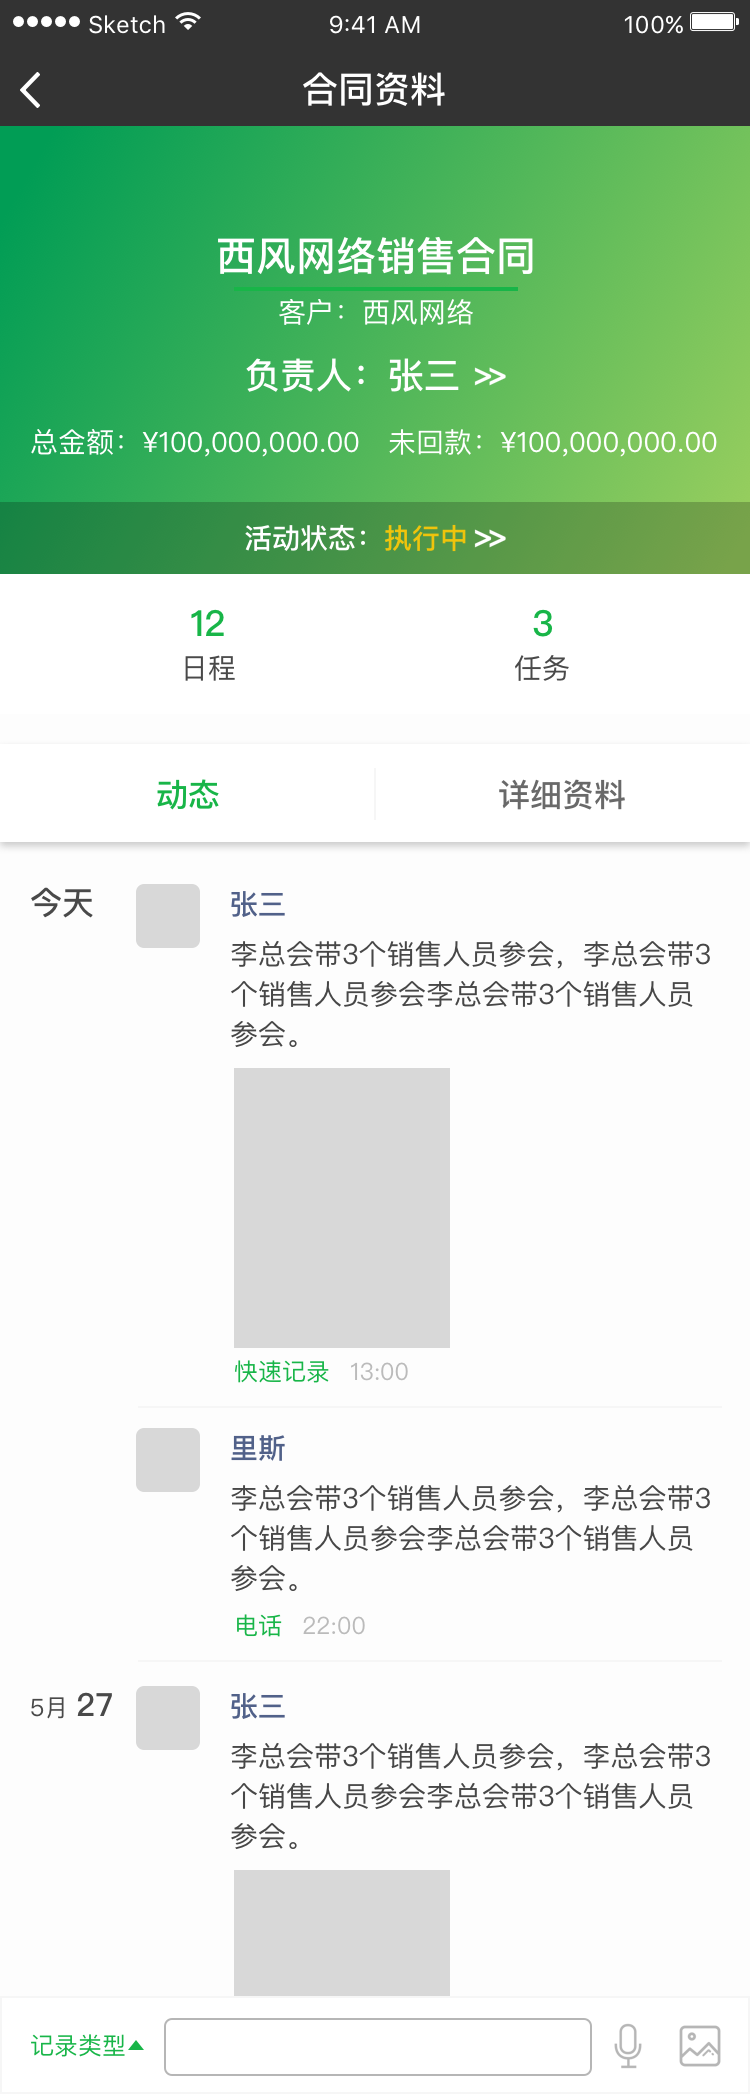 Sketch 9:41 AM 100%
合同资料
西风网络销售合同
客户：西风网络
负责人：张三 >>
总金额：¥100,000,000.00 未回款：¥100,000,000.00
活动状态：执行中 >>
12 3
日程 任务
动态 详细资料
今天 张三
李总会带3个销售人员参会，李总会带3
个销售人员参会李总会带3个销售人员
参会。
快速记录 13:00
里斯
李总会带3个销售人员参会，李总会带3
个销售人员参会李总会带3个销售人员
参会。
电话 22:00
5月 27 张三
李总会带3个销售人员参会，李总会带3
个销售人员参会李总会带3个销售人员
参会。
记录类型